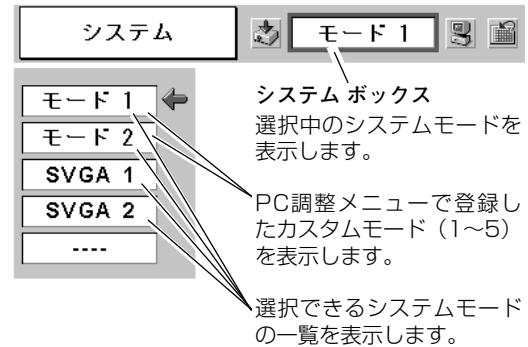 システム
モード 1
モード 1
モード 2
SVGA 1
SVGA 2
----
システム ボックス
選択中のシステムモードを
表示します。
PC調整メニューで登録し
たカスタムモード（1～5）
を表示します。
選択できるシステムモード
の一覧を表示します。